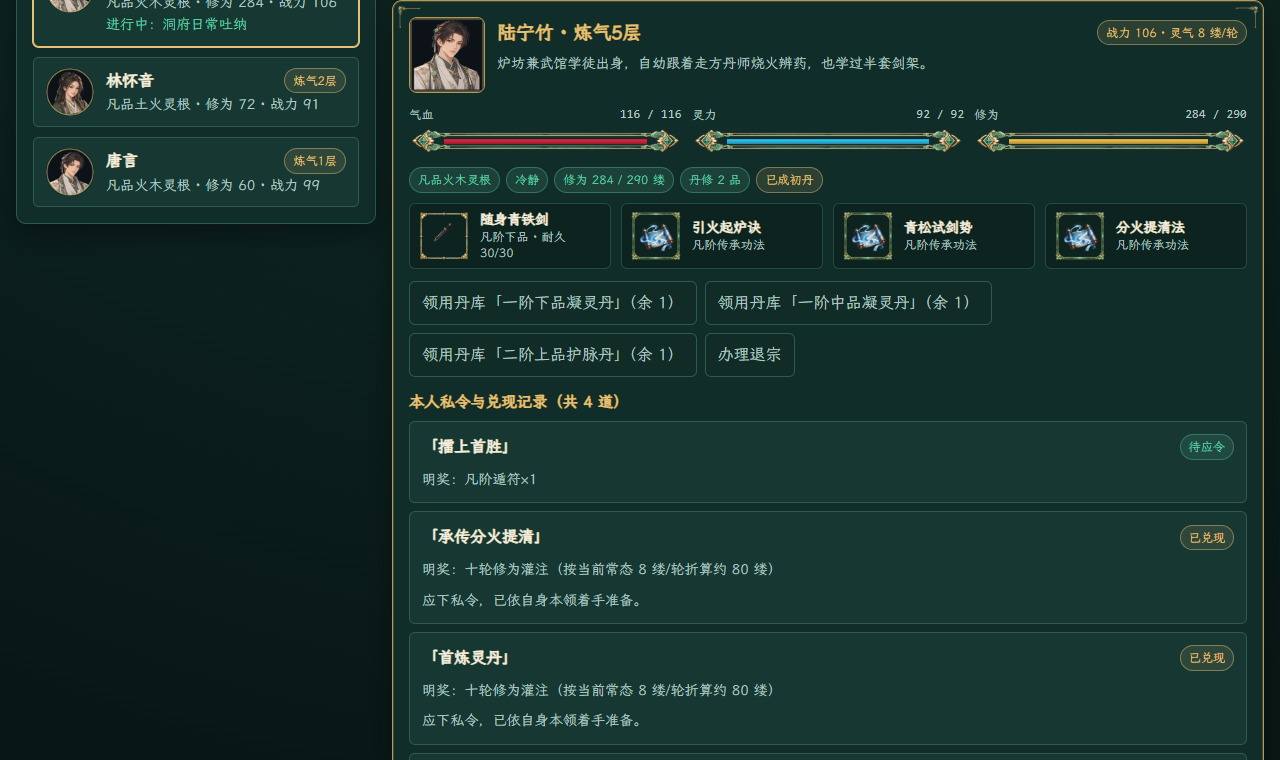 凡品火木灵根・修为 284・战力 106
进行中：洞府日常吐纳
林怀音
炼气2层
凡品土火灵根・修为 72・战力 91
唐言
炼气1层
凡品火木灵根・修为 60・战力 99
陆宁竹・炼气5层
战力 106・灵气 8 缕/轮
炉坊兼武馆学徒出身，自幼跟着走方丹师烧火辨药，也学过半套剑架。
气血 116 / 116 灵力 92 / 92 修为 284 / 290
凡品火木灵根 冷静 修为 284 / 290 缕 丹修 2 品 已成初丹
随身青铁剑
凡阶下品・耐久
30/30
引火起炉诀
凡阶传承功法
青松试剑势
凡阶传承功法
分火提清法
凡阶传承功法
领用丹库「一阶下品凝灵丹」（余 1） 领用丹库「一阶中品凝灵丹」（余 1）
领用丹库「二阶上品护脉丹」（余 1） 办理退宗
本人私令与兑现记录（共 4 道）
「擂上首胜」 待应令
明奖：凡阶遁符×1
「承传分火提清」 已兑现
明奖：十轮修为灌注（按当前常态 8 缕/轮折算约 80 缕）
应下私令，已依自身本领着手准备。
「首炼灵丹」 已兑现
明奖：十轮修为灌注（按当前常态 8 缕/轮折算约 80 缕）
应下私令，已依自身本领着手准备。